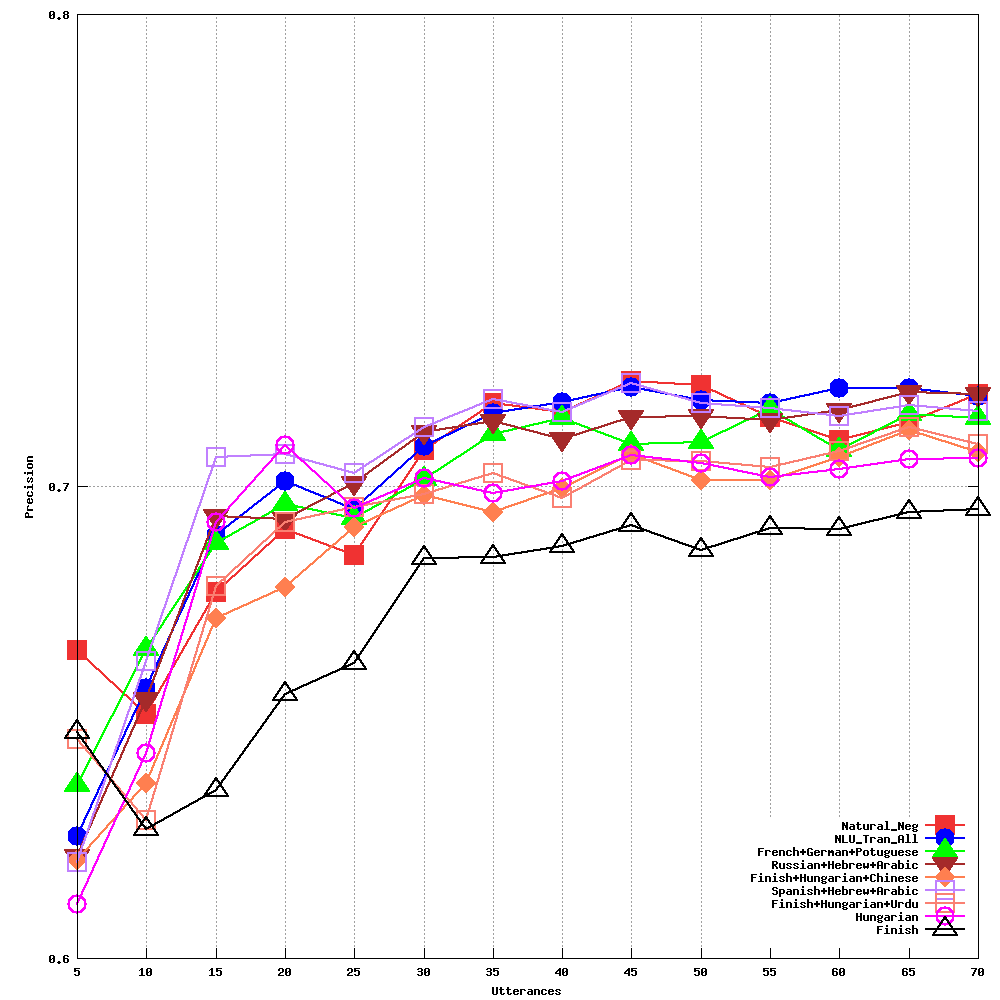 0.8
0.7
0.6
Precision
5 10 15 20 25 30 35 40 45 50 55 60 65 70
Utterances
Natural_Neg
NLU_Tran_All
French+German+Potuguese
Russian+Hebrew+Arabic
Finish+Hungarian+Chinese
Spanish+Hebrew+Arabic
Finish+Hungarian+Urdu
Hungarian
Finish